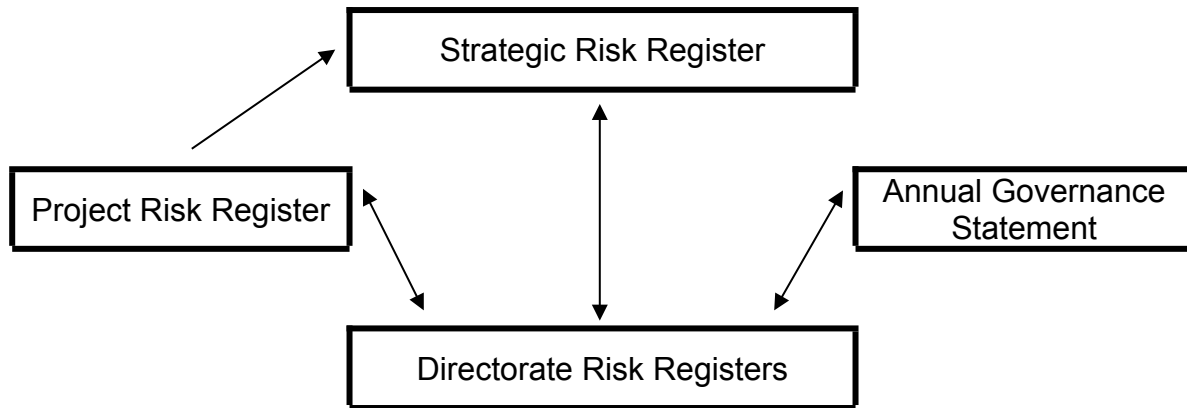 Strategic Risk Register
Project Risk Register
Annual Governance
Statement
Directorate Risk Registers